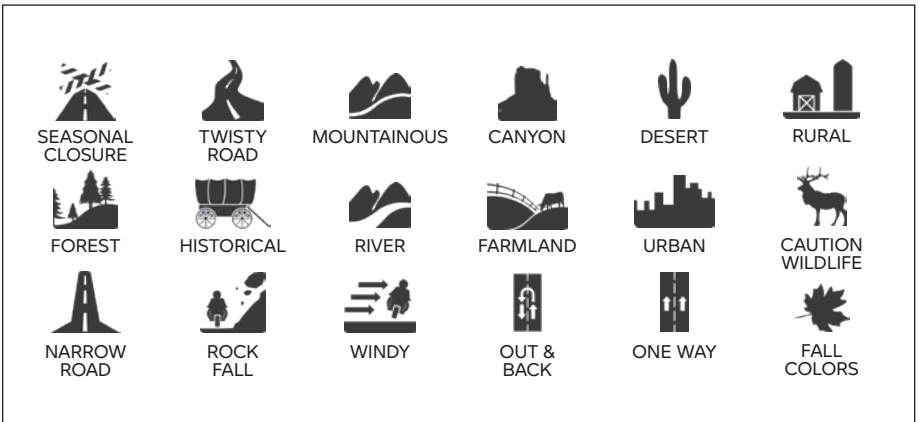 SEASONAL
CLOSURE
TWISTY
ROAD
MOUNTAINOUS
CANYON
DESERT
RURAL
FOREST
HISTORICAL
RIVER
FARMLAND
URBAN
CAUTION
WILDLIFE
NARROW
ROAD
ROCK
FALL
WINDY
OUT &
BACK
ONE WAY
FALL
COLORS